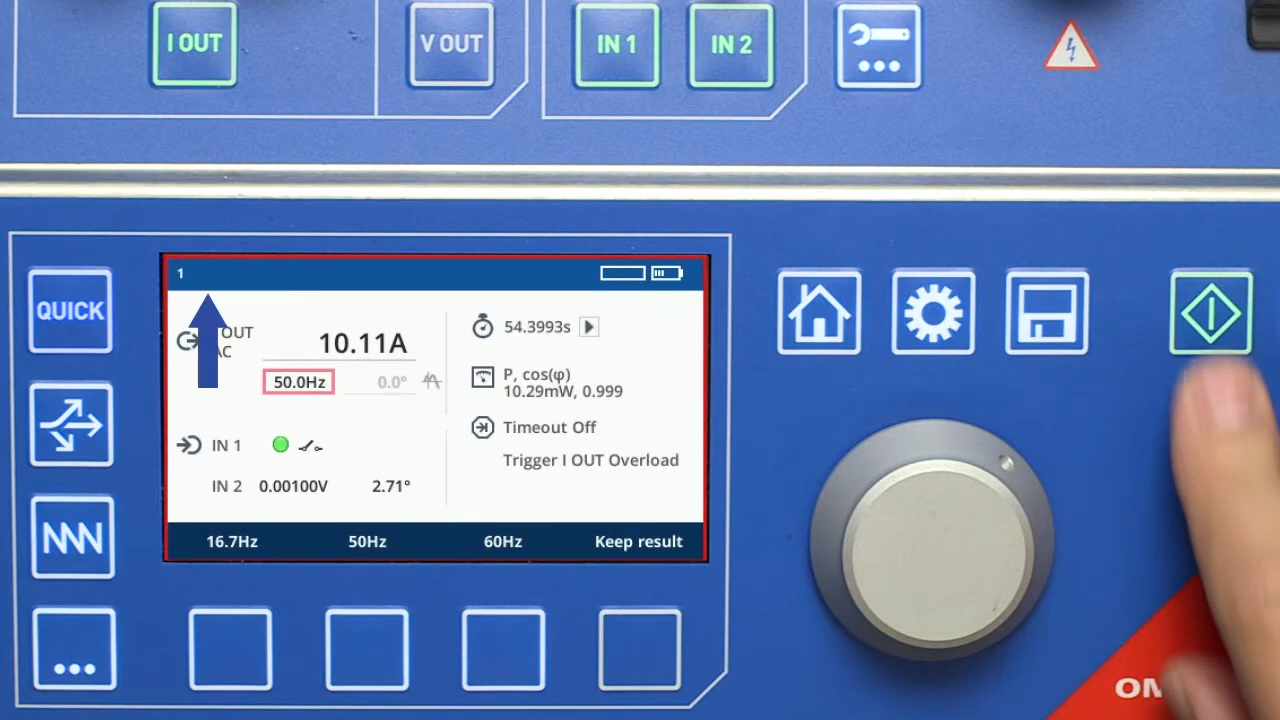 I OUT
V OUT
IN 1
IN 2
QUICK
1
OUT
AC
10.11A
50.0Hz
0.0°
IN 1
IN 2
0.00100V
2.71°
54.3993s
P, cos(φ)
10.29mW, 0.999
Timeout Off
Trigger I OUT Overload
16.7Hz
50Hz
60Hz
Keep result